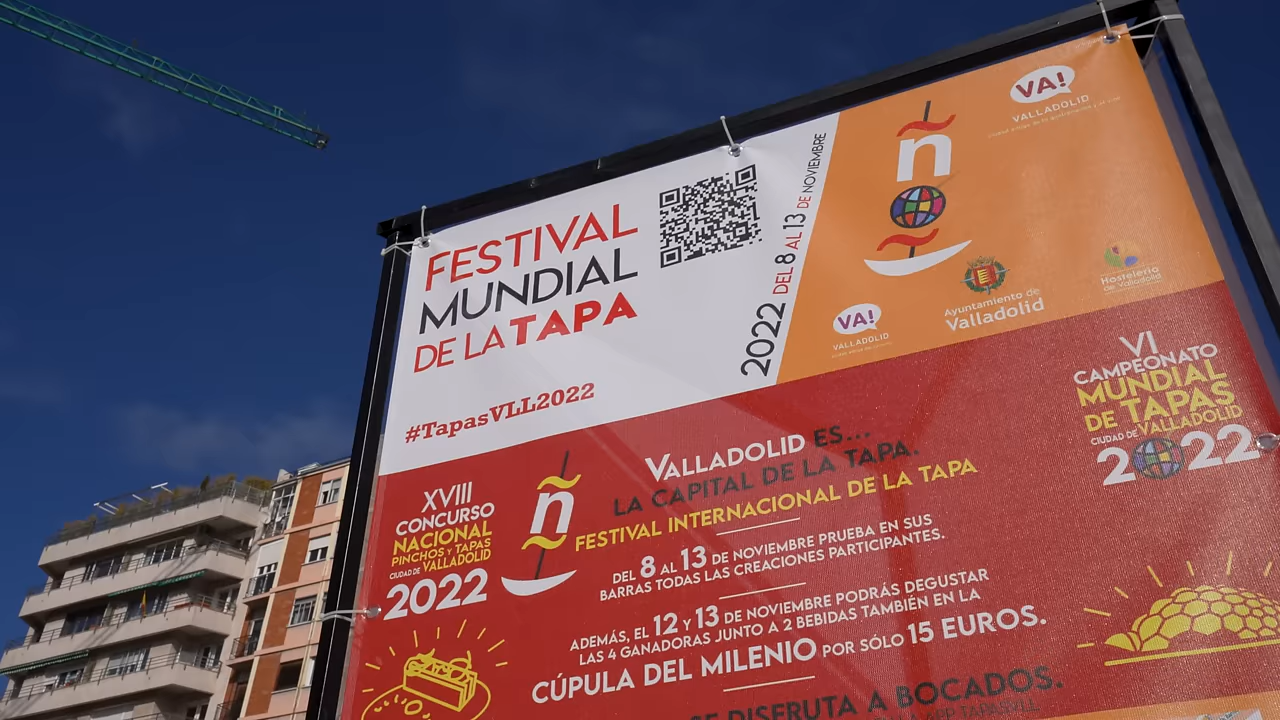 FESTIVAL
MUNDIAL
DE LA TAPA
#TapasVLL2022
2022 DEL 8 AL 13 DE NOVIEMBRE
ñ
VA!
VALLADOLID
VA!
VALLADOLID
Ayuntamiento de
Valladolid
Hostelería
de Valladolid
XVIII
CONCURSO
NACIONAL
PINCHOS Y TAPAS
CIUDAD DE VALLADOLID
2022
ñ
VALLADOLID ES...
LA CAPITAL DE LA TAPA.
FESTIVAL INTERNACIONAL DE LA TAPA
DEL 8 AL 13 DE NOVIEMBRE PRUEBA EN SUS
BARRAS TODAS LAS CREACIONES PARTICIPANTES.
ADEMÁS, EL 12 Y 13 DE NOVIEMBRE PODRÁS DEGUSTAR
LAS 4 GANADORAS JUNTO A 2 BEBIDAS TAMBIÉN EN LA
CÚPULA DEL MILENIO POR SÓLO 15 EUROS.
SE DISFRUTA A BOCADOS.
VI
CAMPEONATO
MUNDIAL
DE TAPAS
CIUDAD DE VALLADOLID
2022